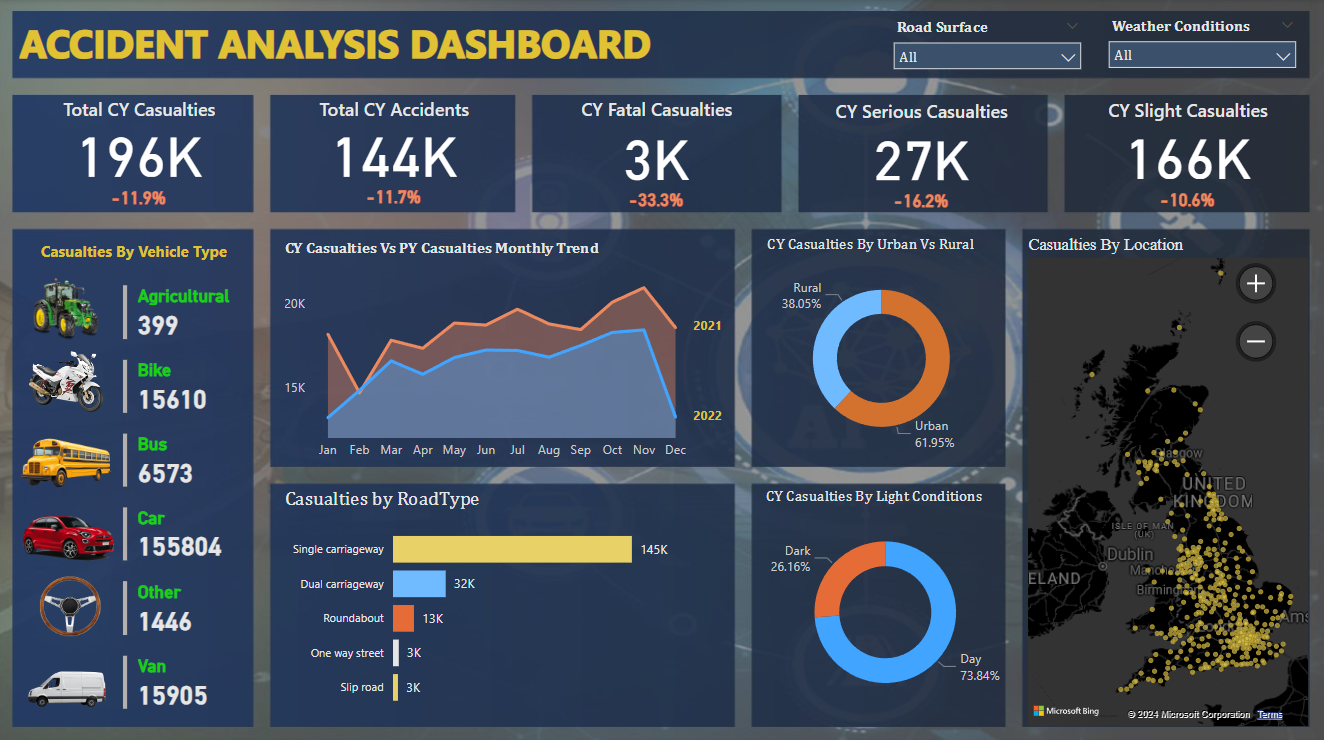 ACCIDENT ANALYSIS DASHBOARD
Road Surface
All
Weather Conditions
All
Total CY Casualties
196K
-11.9%
Total CY Accidents
144K
-11.7%
CY Fatal Casualties
3K
-33.3%
CY Serious Casualties
27K
-16.2%
CY Slight Casualties
166K
-10.6%
Casualties By Vehicle Type
Agricultural
399
Bike
15610
Bus
6573
Car
155804
Other
1446
Van
15905
CY Casualties Vs PY Casualties Monthly Trend
20K
15K
2021
2022
Jan Feb Mar Apr May Jun Jul Aug Sep Oct Nov Dec
Casualties by RoadType
Single carriageway 145K
Dual carriageway 32K
Roundabout 13K
One way street 3K
Slip road 3K
CY Casualties By Urban Vs Rural
Rural
38.05%
Urban
61.95%
CY Casualties By Light Conditions
Dark
26.16%
Day
73.84%
Casualties By Location
Glasgow
UNITED
KINGDOM
ISLE OF MAN
(UK)
Dublin
ELAND
Birming
Ams
Microsoft Bing
© 2024 Microsoft Corporation Terms